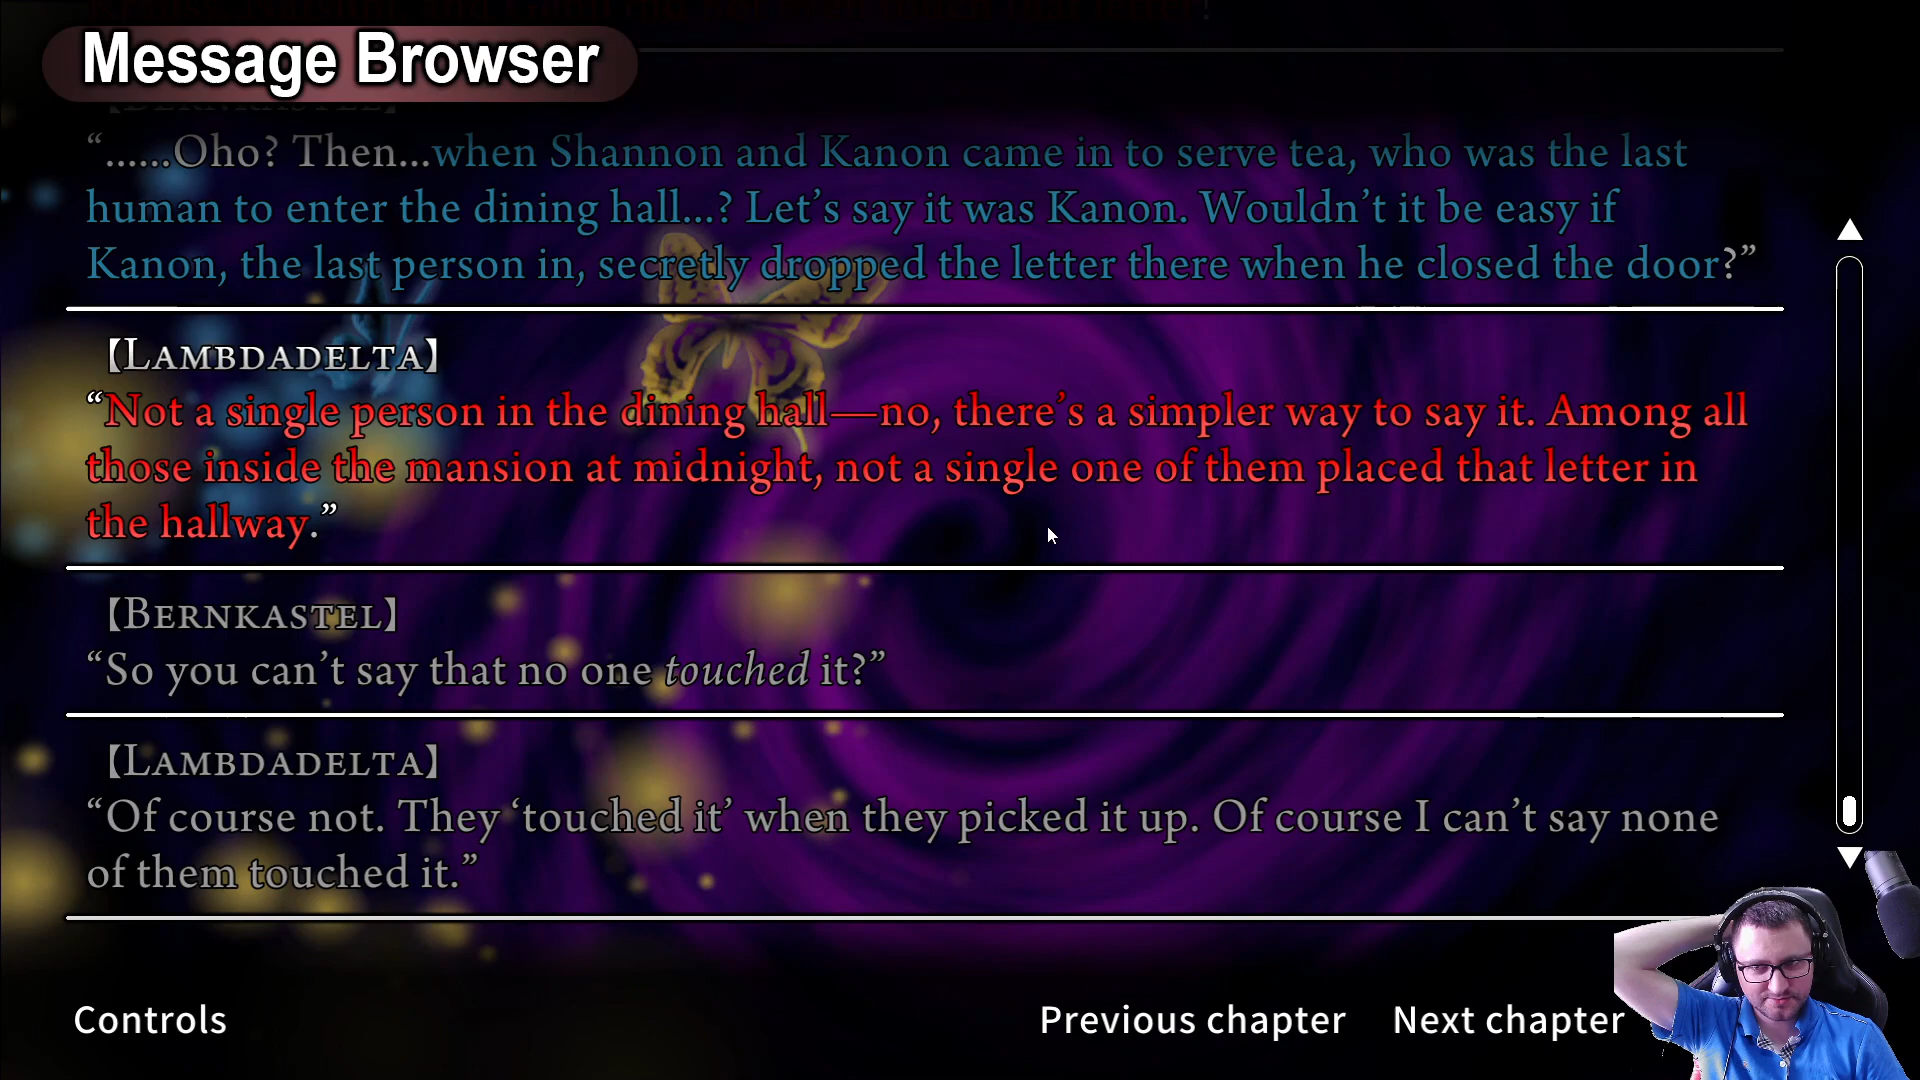 Message Browser
【BERNKASTEL】
“......Oho? Then...when Shannon and Kanon came in to serve tea, who was the last
human to enter the dining hall...? Let’s say it was Kanon. Wouldn’t it be easy if
Kanon, the last person in, secretly dropped the letter there when he closed the door?”
【LAMBDADELTA】
“Not a single person in the dining hall—no, there’s a simpler way to say it. Among all
those inside the mansion at midnight, not a single one of them placed that letter in
the hallway.”
【BERNKASTEL】
“So you can’t say that no one touched it?”
【LAMBDADELTA】
“Of course not. They ‘touched it’ when they picked it up. Of course I can’t say none
of them touched it.”
Controls
Previous chapter
Next chapter